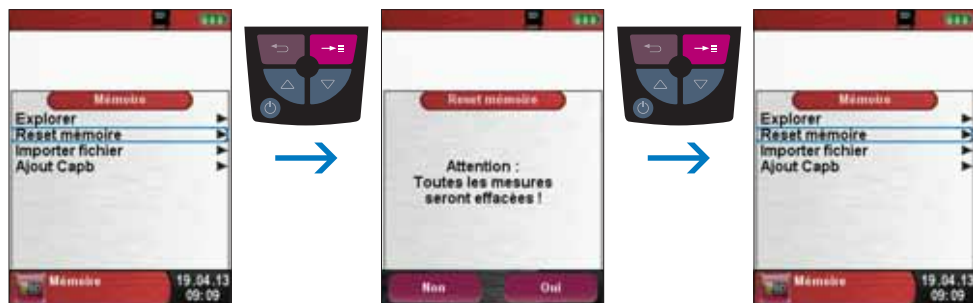 Mémoire
Explorer
Reset mémoire
Importer fichier
Ajout Capb
Mémoire
19.04.13
09:09
Reset mémoire
Attention :
Toutes les mesures
seront effacées !
Non
Oui
Mémoire
Explorer
Reset mémoire
Importer fichier
Ajout Capb
Mémoire
19.04.13
09:09